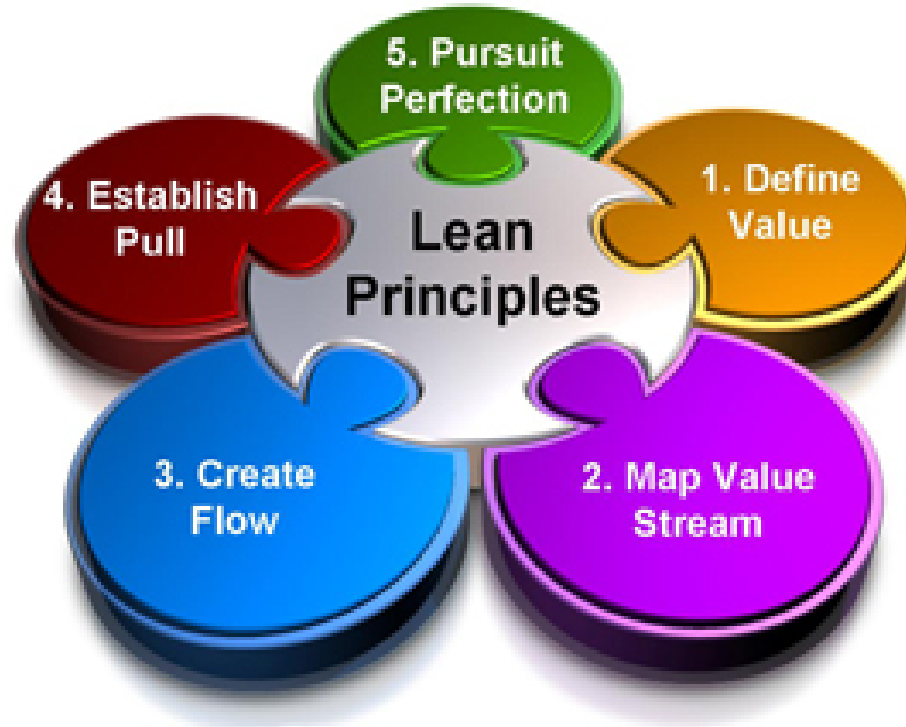 5. Pursuit
Perfection
4. Establish
Pull
1. Define
Value
Lean
Principles
3. Create
Flow
2. Map Value
Stream